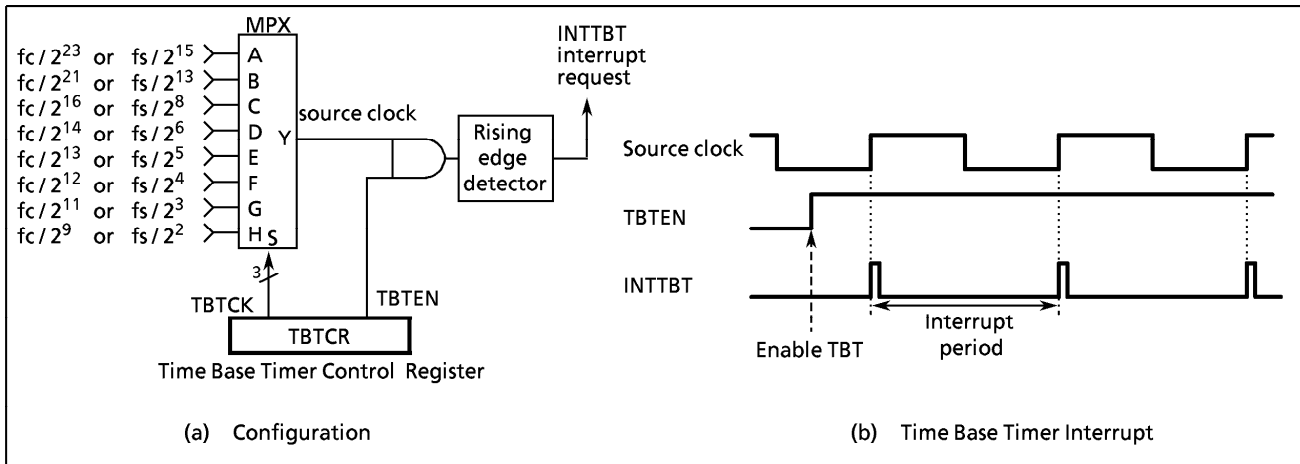 MPX
fc/2^23 or fs/2^15 A
fc/2^21 or fs/2^13 B
fc/2^16 or fs/2^8 C
fc/2^14 or fs/2^6 D
fc/2^13 or fs/2^5 E
fc/2^12 or fs/2^4 F
fc/2^11 or fs/2^3 G
fc/2^9 or fs/2^2 H
S
Y
source clock
INTTBT
interrupt
request
Rising
edge
detector
3
TBTCK
TBTEN
TBTCR
Time Base Timer Control Register
(a) Configuration
Source clock
TBTEN
INTTBT
Enable TBT
Interrupt
period
(b) Time Base Timer Interrupt